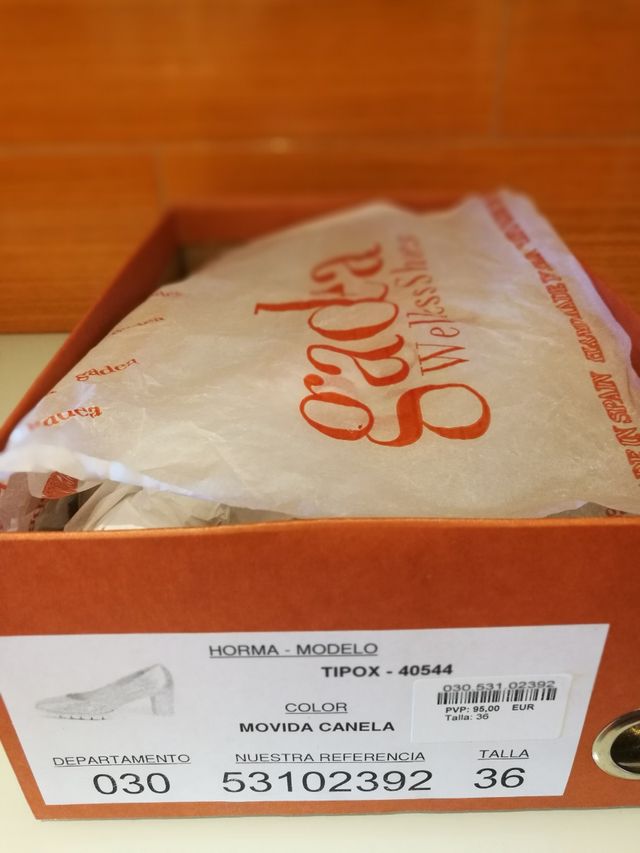 gadea
Wellness Shoes
gadea
MADE IN SPAIN HANDMADE
HORMA - MODELO
TIPOX - 40544
COLOR
MOVIDA CANELA
030.531.02392
PVP: 95,00 EUR
Talla: 36
DEPARTAMENTO NUESTRA REFERENCIA TALLA
030 53102392 36